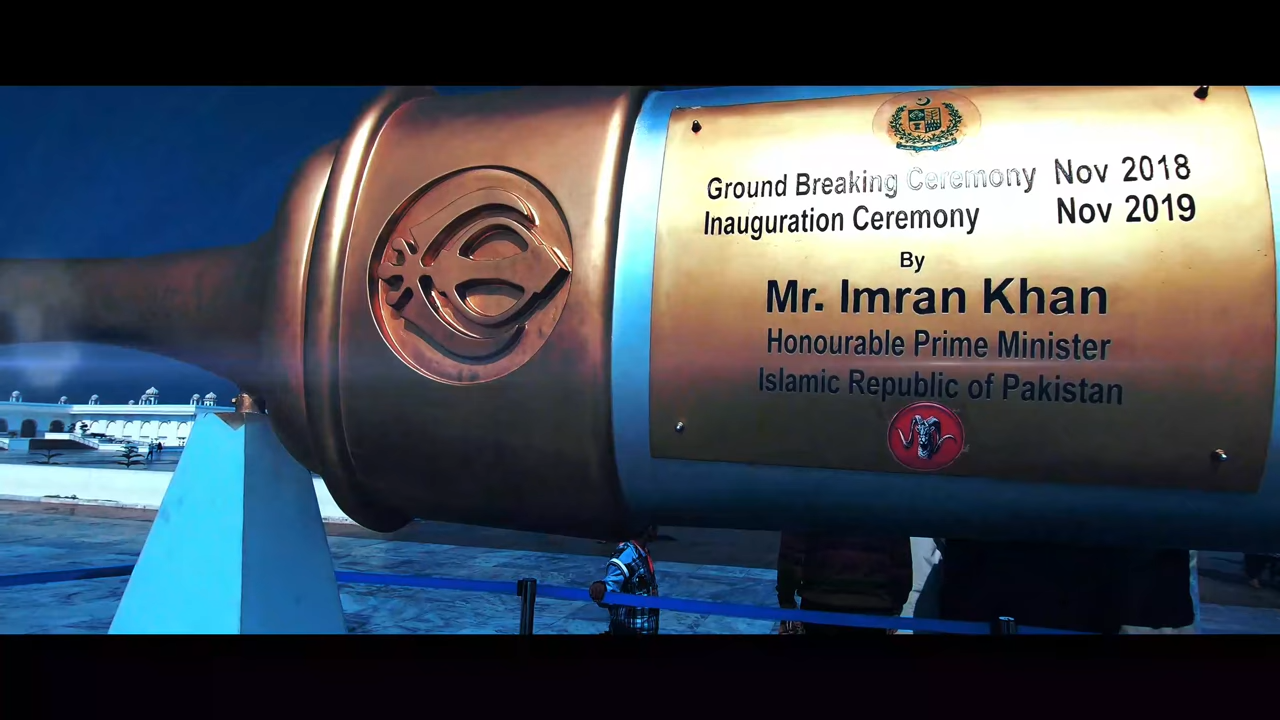 Ground Breaking Ceremony Nov 2018
Inauguration Ceremony Nov 2019
By
Mr. Imran Khan
Honourable Prime Minister
Islamic Republic of Pakistan